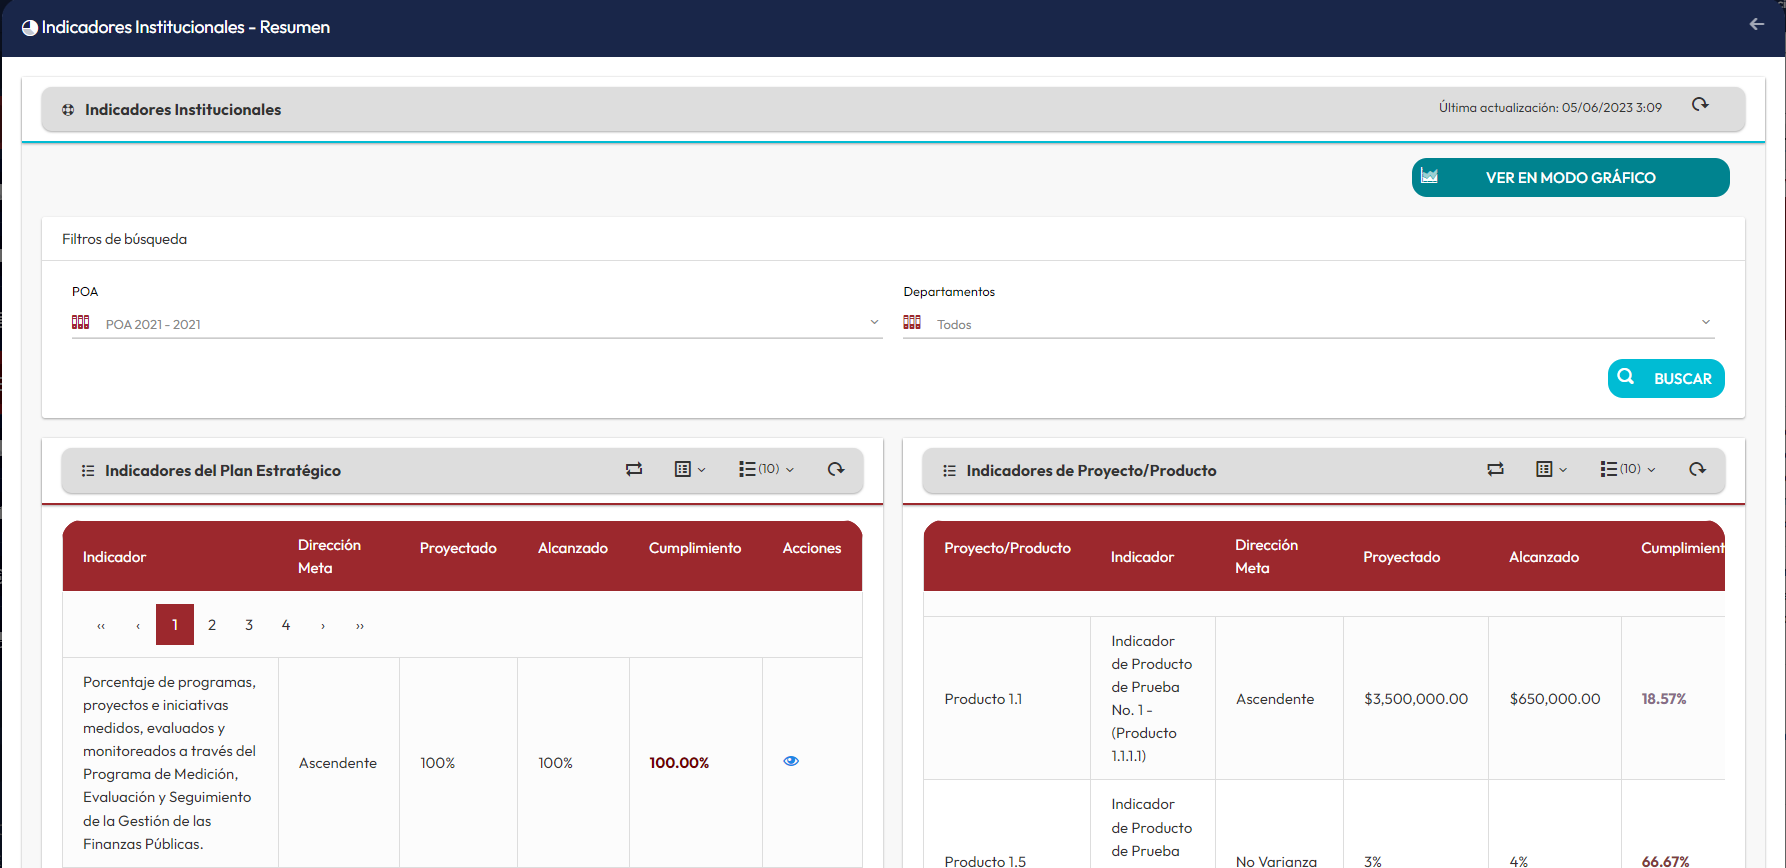 Indicadores Institucionales - Resumen
Indicadores Institucionales
Última actualización: 05/06/2023 3:09
VER EN MODO GRÁFICO
Filtros de búsqueda
POA
POA 2021 - 2021
Departamentos
Todos
BUSCAR
Indicadores del Plan Estratégico
(10)
Indicador
Dirección
Meta
Proyectado
Alcanzado
Cumplimiento
Acciones
‹‹ ‹ 1 2 3 4 › ››
Porcentaje de programas,
proyectos e iniciativas
medidos, evaluados y
monitoreados a través del
Programa de Medición,
Evaluación y Seguimiento
de la Gestión de las
Finanzas Públicas.
Ascendente
100%
100%
100.00%
Indicadores de Proyecto/Producto
(10)
Proyecto/Producto
Indicador
Dirección
Meta
Proyectado
Alcanzado
Cumplimient
Producto 1.1
Indicador
de Producto
de Prueba
No. 1 -
(Producto
1.1.1.1)
Ascendente
$3,500,000.00
$650,000.00
18.57%
Producto 1.5
Indicador
de Producto
de Prueba
No Varianza
3%
4%
66.67%